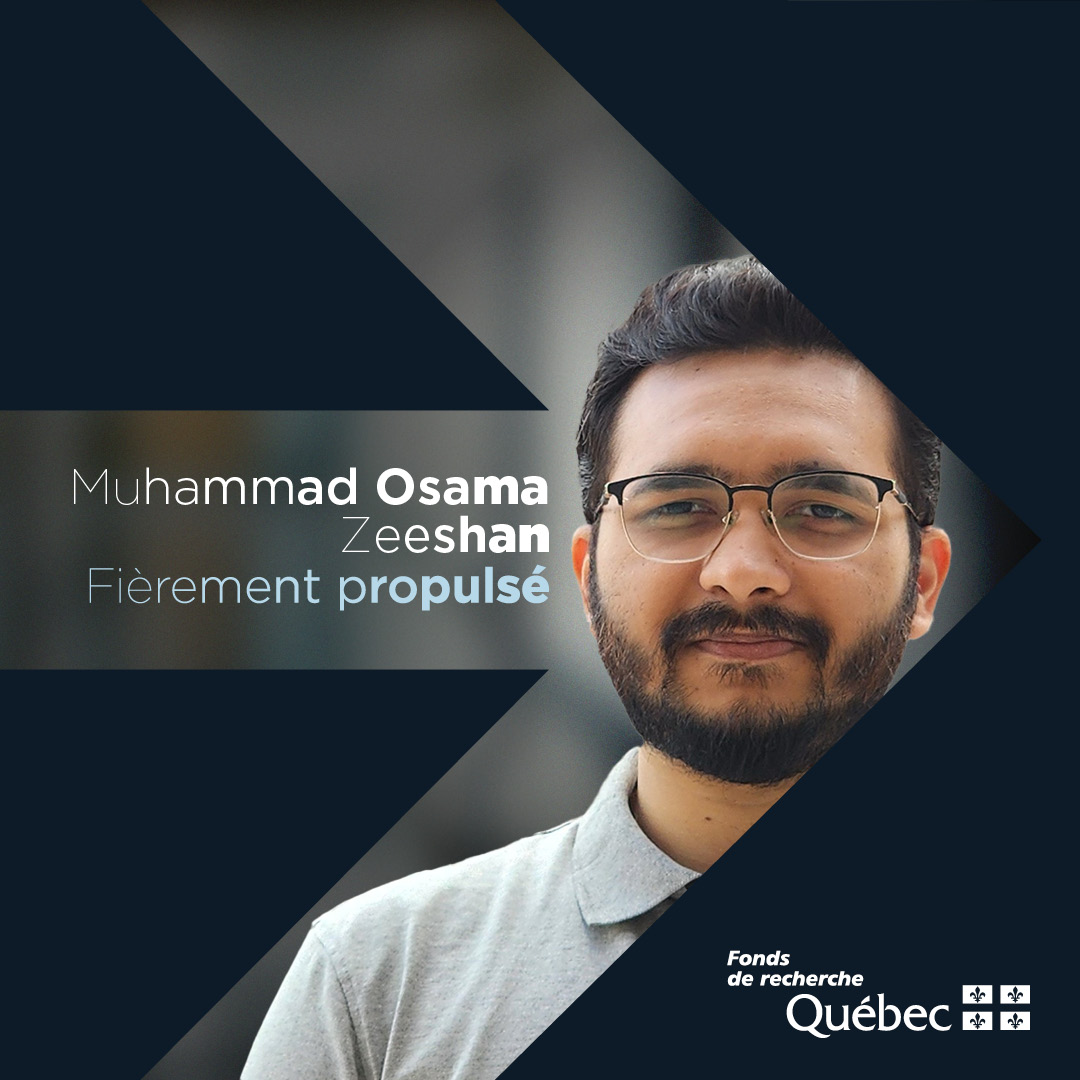 Muhammad Osama
Zeeshan
Fièrement propulsé
Fonds
de recherche
Québec